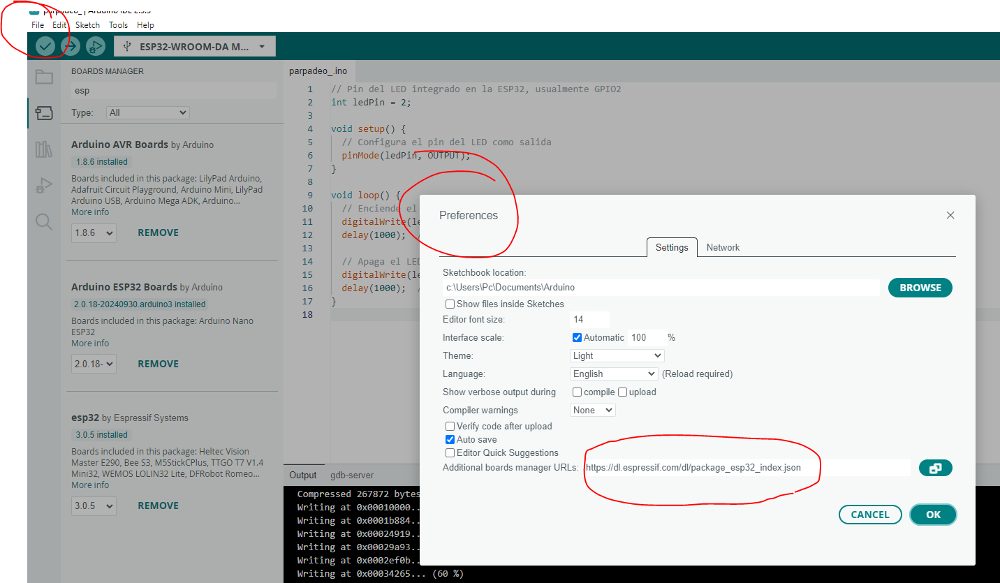 parpadeo_ | Arduino IDE 2.3.3
File Edit Sketch Tools Help
ESP32-WROOM-DA M...
BOARDS MANAGER
esp
Type: All
Arduino AVR Boards by Arduino
1.8.6 installed
Boards included in this package: LilyPad Arduino,
Adafruit Circuit Playground, Arduino Mini, LilyPad
Arduino USB, Arduino Mega ADK, Arduino...
More info
1.8.6 REMOVE
Arduino ESP32 Boards by Arduino
2.0.18-20240930.arduino3 installed
Boards included in this package: Arduino Nano
ESP32
More info
2.0.18- REMOVE
esp32 by Espressif Systems
3.0.5 installed
Boards included in this package: Heltec Vision
Master E290, Bee S3, M5StickCPlus, TTGO T7 V1.4
Mini32, WEMOS LOLIN32 Lite, DFRobot Romeo...
More info
3.0.5 REMOVE
parpadeo_.ino
1 // Pin del LED integrado en la ESP32, usualmente GPIO2
2 int ledPin = 2;
3
4 void setup() {
5 // Configura el pin del LED como salida
6 pinMode(ledPin, OUTPUT);
7 }
8
9 void loop() {
10 // Enciende el
11 digitalWrite(le
12 delay(1000); /
13
14 // Apaga el LED
15 digitalWrite(le
16 delay(1000); /
17 }
18
Output gdb-server
Compressed 267872 bytes
Writing at 0x00010000..
Writing at 0x0001b884..
Writing at 0x00024919..
Writing at 0x00029a93..
Writing at 0x0002ef0b..
Writing at 0x00034265... (60 %)
Preferences
Settings Network
Sketchbook location:
c:\Users\Pc\Documents\Arduino
BROWSE
Show files inside Sketches
Editor font size: 14
Interface scale: Automatic 100 %
Theme: Light
Language: English (Reload required)
Show verbose output during compile upload
Compiler warnings None
Verify code after upload
Auto save
Editor Quick Suggestions
Additional boards manager URLs: https://dl.espressif.com/dl/package_esp32_index.json
CANCEL OK